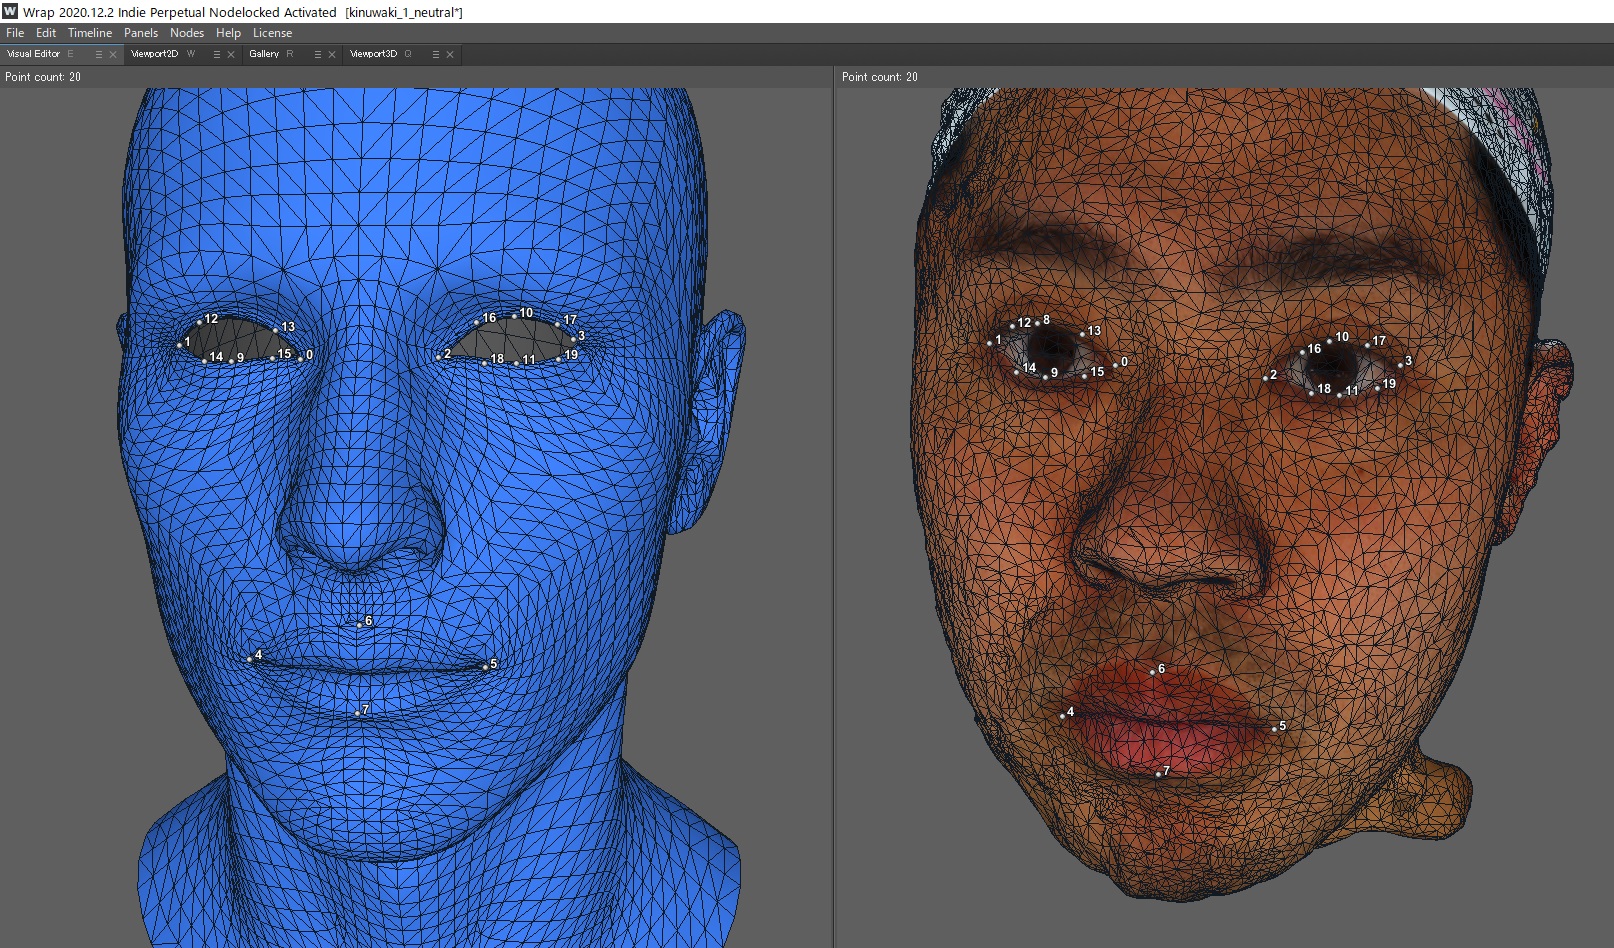 W Wrap 2020.12.2 Indie Perpetual Nodelocked Activated [kinuwaki_1_neutral*]
File Edit Timeline Panels Nodes Help License
Visual Editor E Viewport2D W Gallery R Viewport3D Q
Point count: 20 Point count: 20
12 13 1 14 9 15 0
16 10 17 3 2 18 11 19
6
4 5
7
12 8 13 1 0 14 9 15
10 16 17 3 2 18 11 19
6
4 5
7